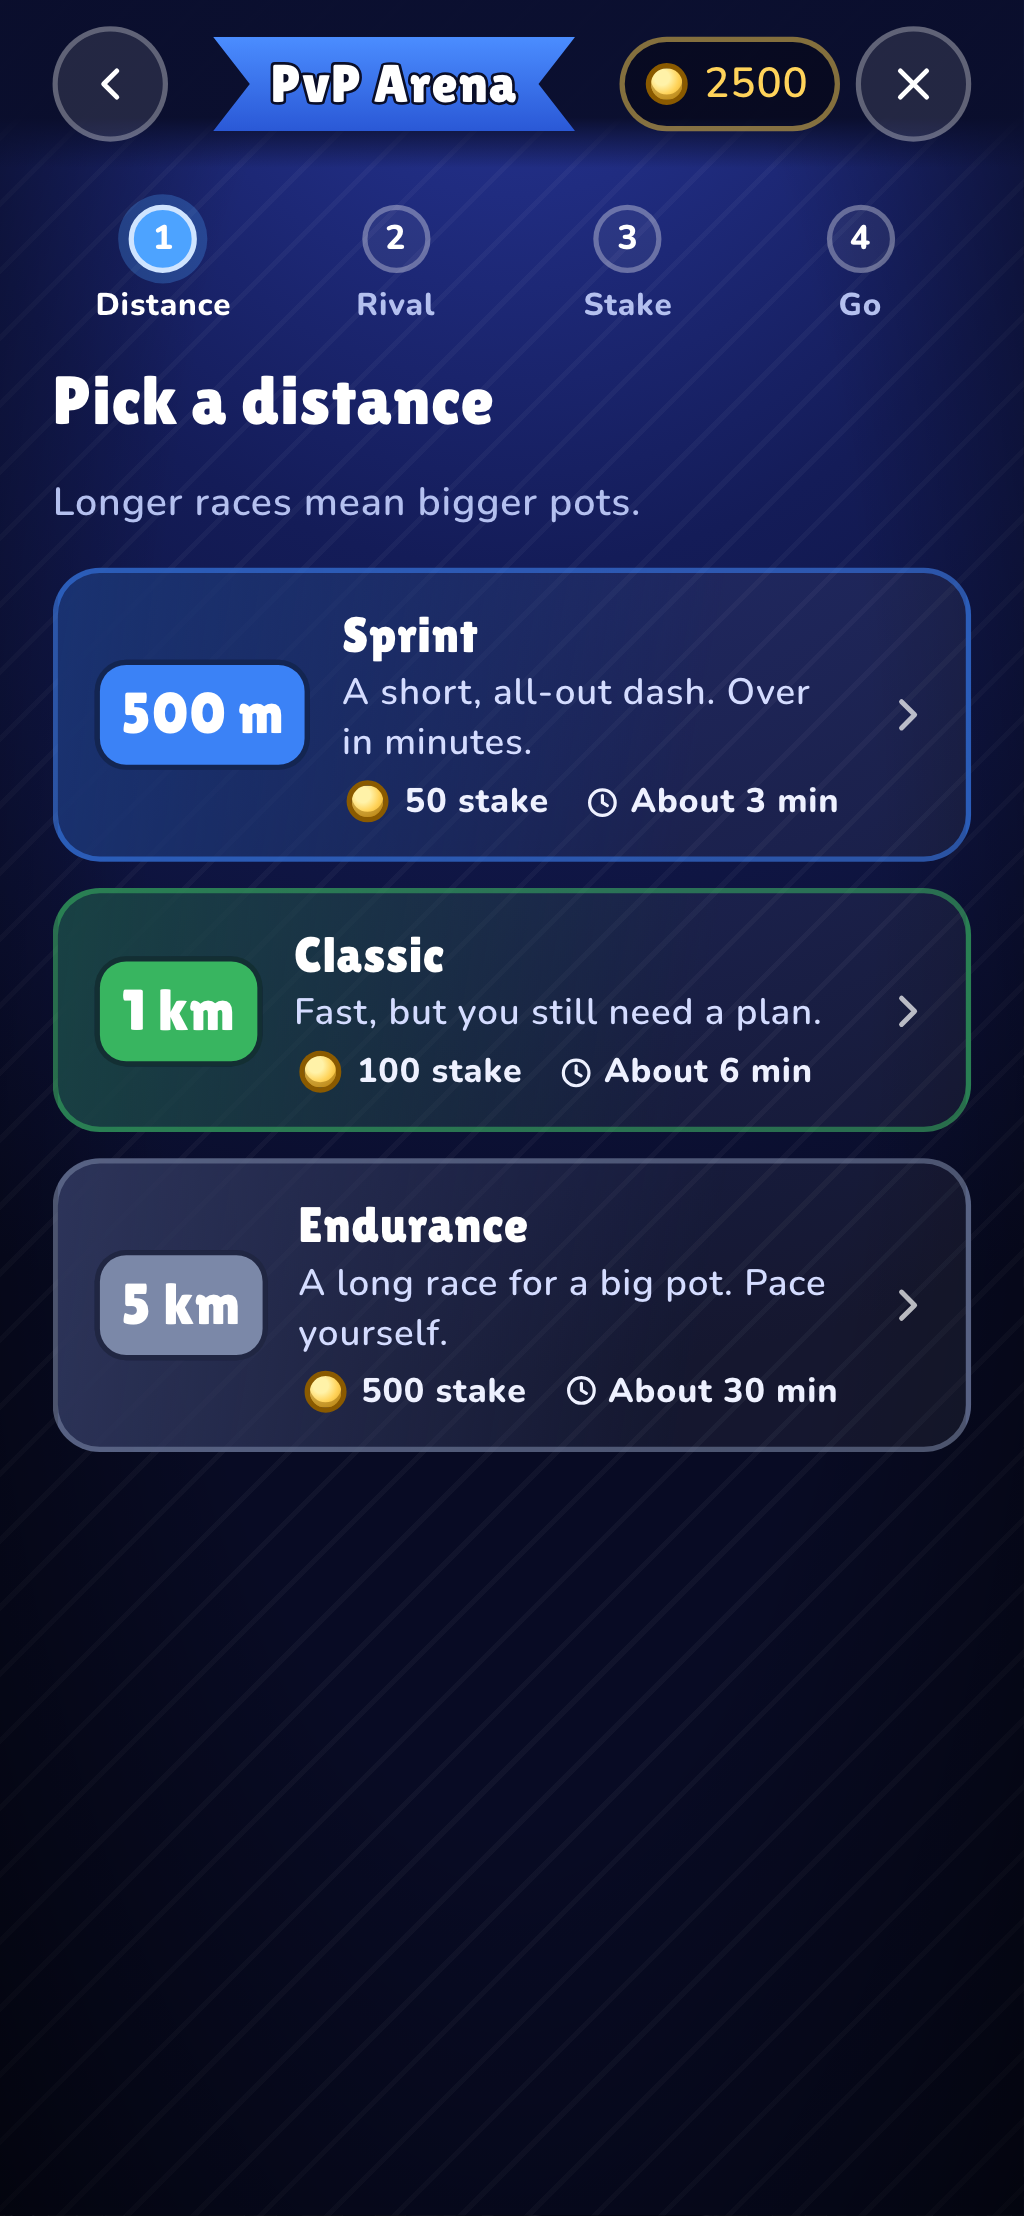 PvP Arena
2500
1
2
3
4
Distance
Rival
Stake
Go
Pick a distance
Longer races mean bigger pots.
500 m
Sprint
A short, all-out dash. Over
in minutes.
50 stake
About 3 min
1 km
Classic
Fast, but you still need a plan.
100 stake
About 6 min
5 km
Endurance
A long race for a big pot. Pace
yourself.
500 stake
About 30 min